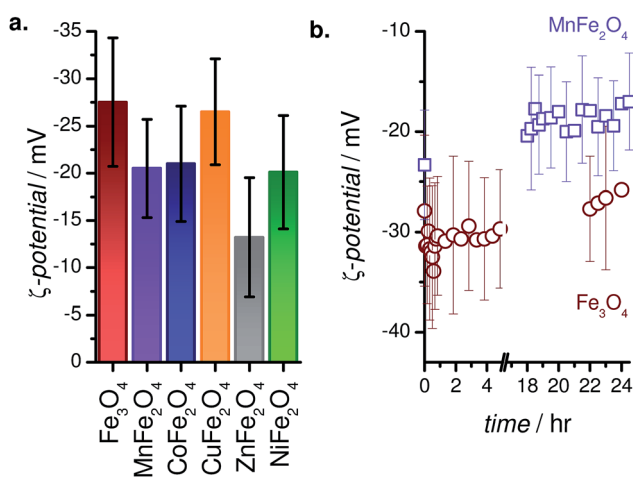 a.
ζ-potential / mV
-35
-30
-25
-20
-15
-10
-5
0
Fe₃O₄
MnFe₂O₄
CoFe₂O₄
CuFe₂O₄
ZnFe₂O₄
NiFe₂O₄
b.
ζ-potential / mV
-10
-20
-30
-40
MnFe₂O₄
Fe₃O₄
0 2 4 18 20 22 24
time / hr